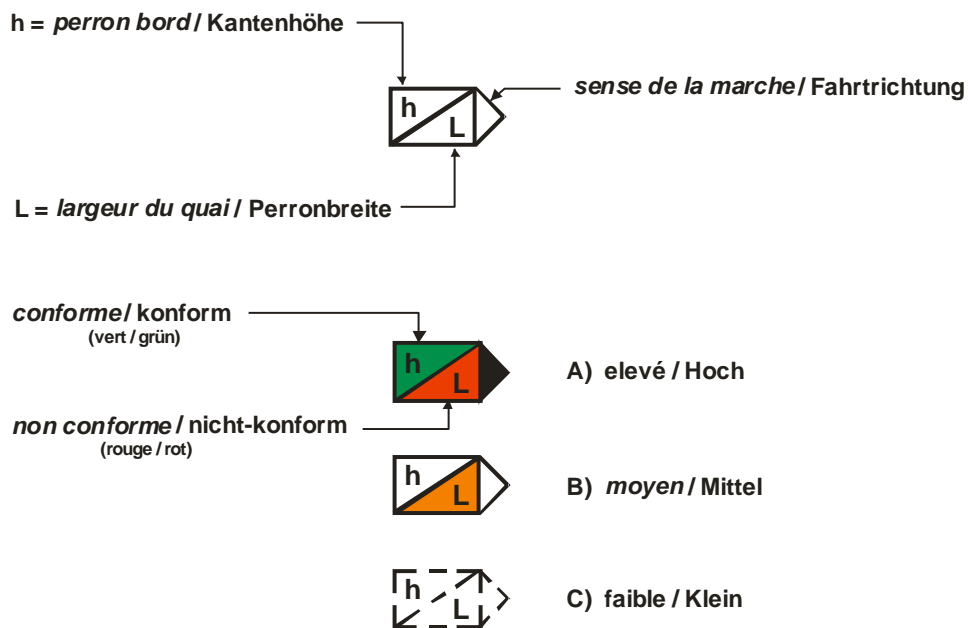 h = perron bord / Kantenhöhe
sense de la marche / Fahrtrichtung
h
L
L = largeur du quai / Perronbreite
conforme / konform
(vert / grün)
h
L
A) elevé / Hoch
non conforme / nicht-konform
(rouge / rot)
h
L
B) moyen / Mittel
h
L
C) faible / Klein